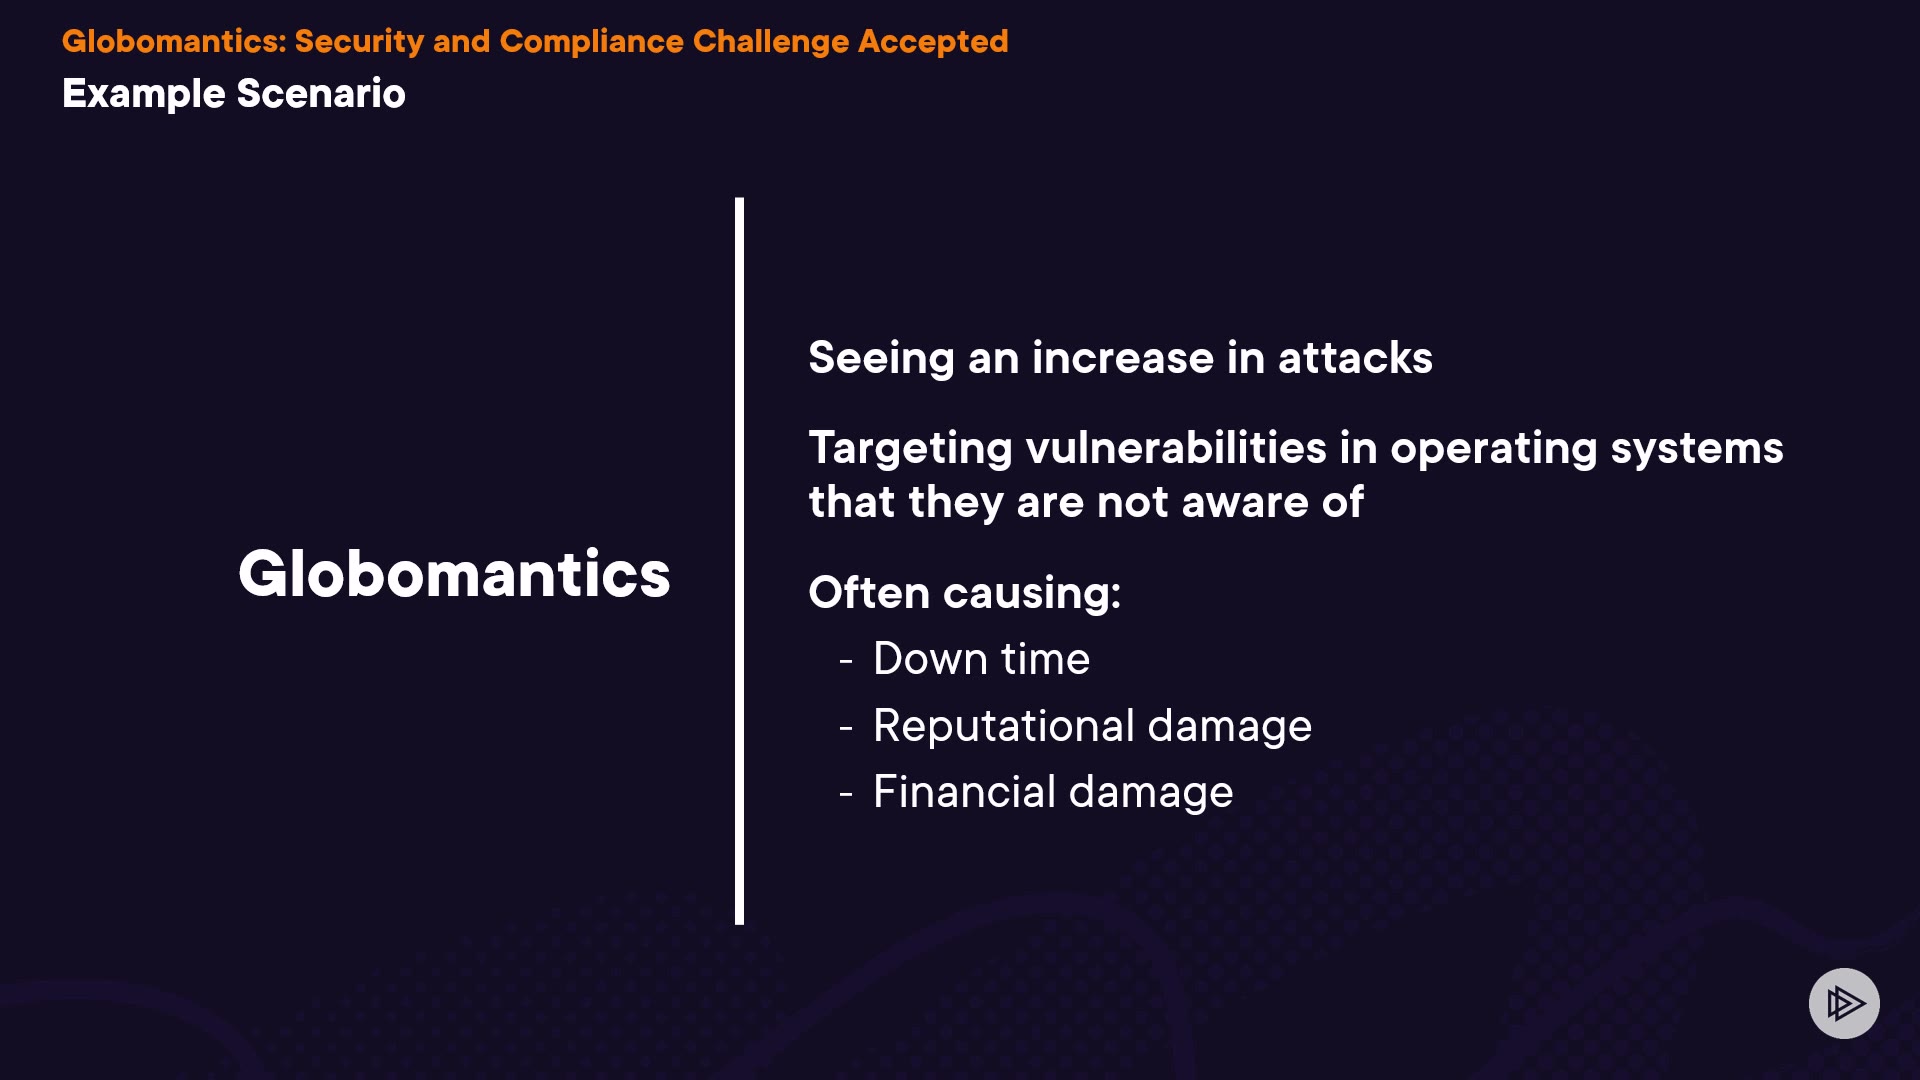 Globomantics: Security and Compliance Challenge Accepted
Example Scenario
Globomantics
Seeing an increase in attacks
Targeting vulnerabilities in operating systems
that they are not aware of
Often causing:
- Down time
- Reputational damage
- Financial damage